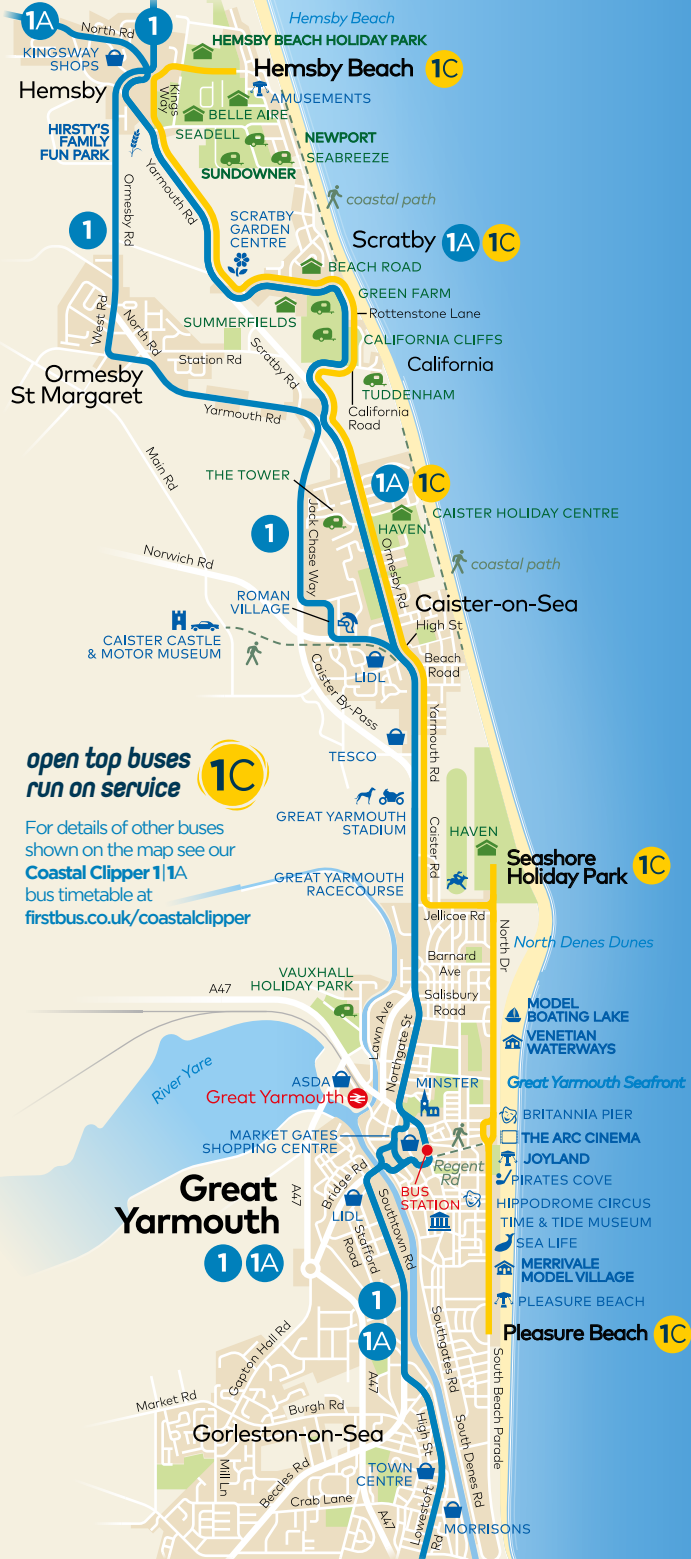 1A
North Rd
1
Hemsby Beach
HEMSBY BEACH HOLIDAY PARK
KINGSWAY
SHOPS
Hemsby Beach 1C
Hemsby
Kings
Way
AMUSEMENTS
BELLE AIRE
HIRSTY'S
FAMILY
FUN PARK
SEADELL
NEWPORT
SEABREEZE
SUNDOWNER
Yarmouth Rd
Ormesby Rd
coastal path
1
SCRATBY
GARDEN
CENTRE
Scratby 1A 1C
BEACH ROAD
GREEN FARM
Rottenstone Lane
SUMMERFIELDS
West Rd
North Rd
Station Rd
Scratby Rd
CALIFORNIA CLIFFS
California
Ormesby
St Margaret
TUDDENHAM
California
Road
Yarmouth Rd
Main Rd
THE TOWER
1A 1C
CAISTER HOLIDAY CENTRE
HAVEN
Jack Chase Way
1
Ormesby Rd
Norwich Rd
coastal path
ROMAN
VILLAGE
Caister-on-Sea
High St
CAISTER CASTLE
& MOTOR MUSEUM
Beach
Road
LIDL
Caister By-Pass
Yarmouth Rd
TESCO
open top buses
run on service
1C
For details of other buses
shown on the map see our
Coastal Clipper 1|1A
bus timetable at
firstbus.co.uk/coastalclipper
GREAT YARMOUTH
STADIUM
Caister Rd
HAVEN
Seashore
Holiday Park 1C
GREAT YARMOUTH
RACECOURSE
Jellicoe Rd
North Dr
North Denes Dunes
Barnard
Ave
VAUXHALL
HOLIDAY PARK
A47
Salisbury
Road
Lawn Ave
Northgate St
MODEL
BOATING LAKE
VENETIAN
WATERWAYS
River Yare
ASDA
Great Yarmouth
MINSTER
Great Yarmouth Seafront
BRITANNIA PIER
MARKET GATES
SHOPPING CENTRE
THE ARC CINEMA
JOYLAND
Regent
Rd
PIRATES COVE
BUS
STATION
Bridge Rd
A47
Great
Yarmouth
1 1A
LIDL
Southtown Rd
Stafford
Road
HIPPODROME CIRCUS
TIME & TIDE MUSEUM
SEA LIFE
MERRIVALE
MODEL VILLAGE
PLEASURE BEACH
1
1A
Pleasure Beach 1C
Southgates Rd
South Beach Parade
Gapton Hall Rd
A47
Market Rd
Burgh Rd
Gorleston-on-Sea
High St
South Denes Rd
Mill Ln
Beccles Rd
TOWN
CENTRE
Crab Lane
A47
Lowestoft
Rd
MORRISONS